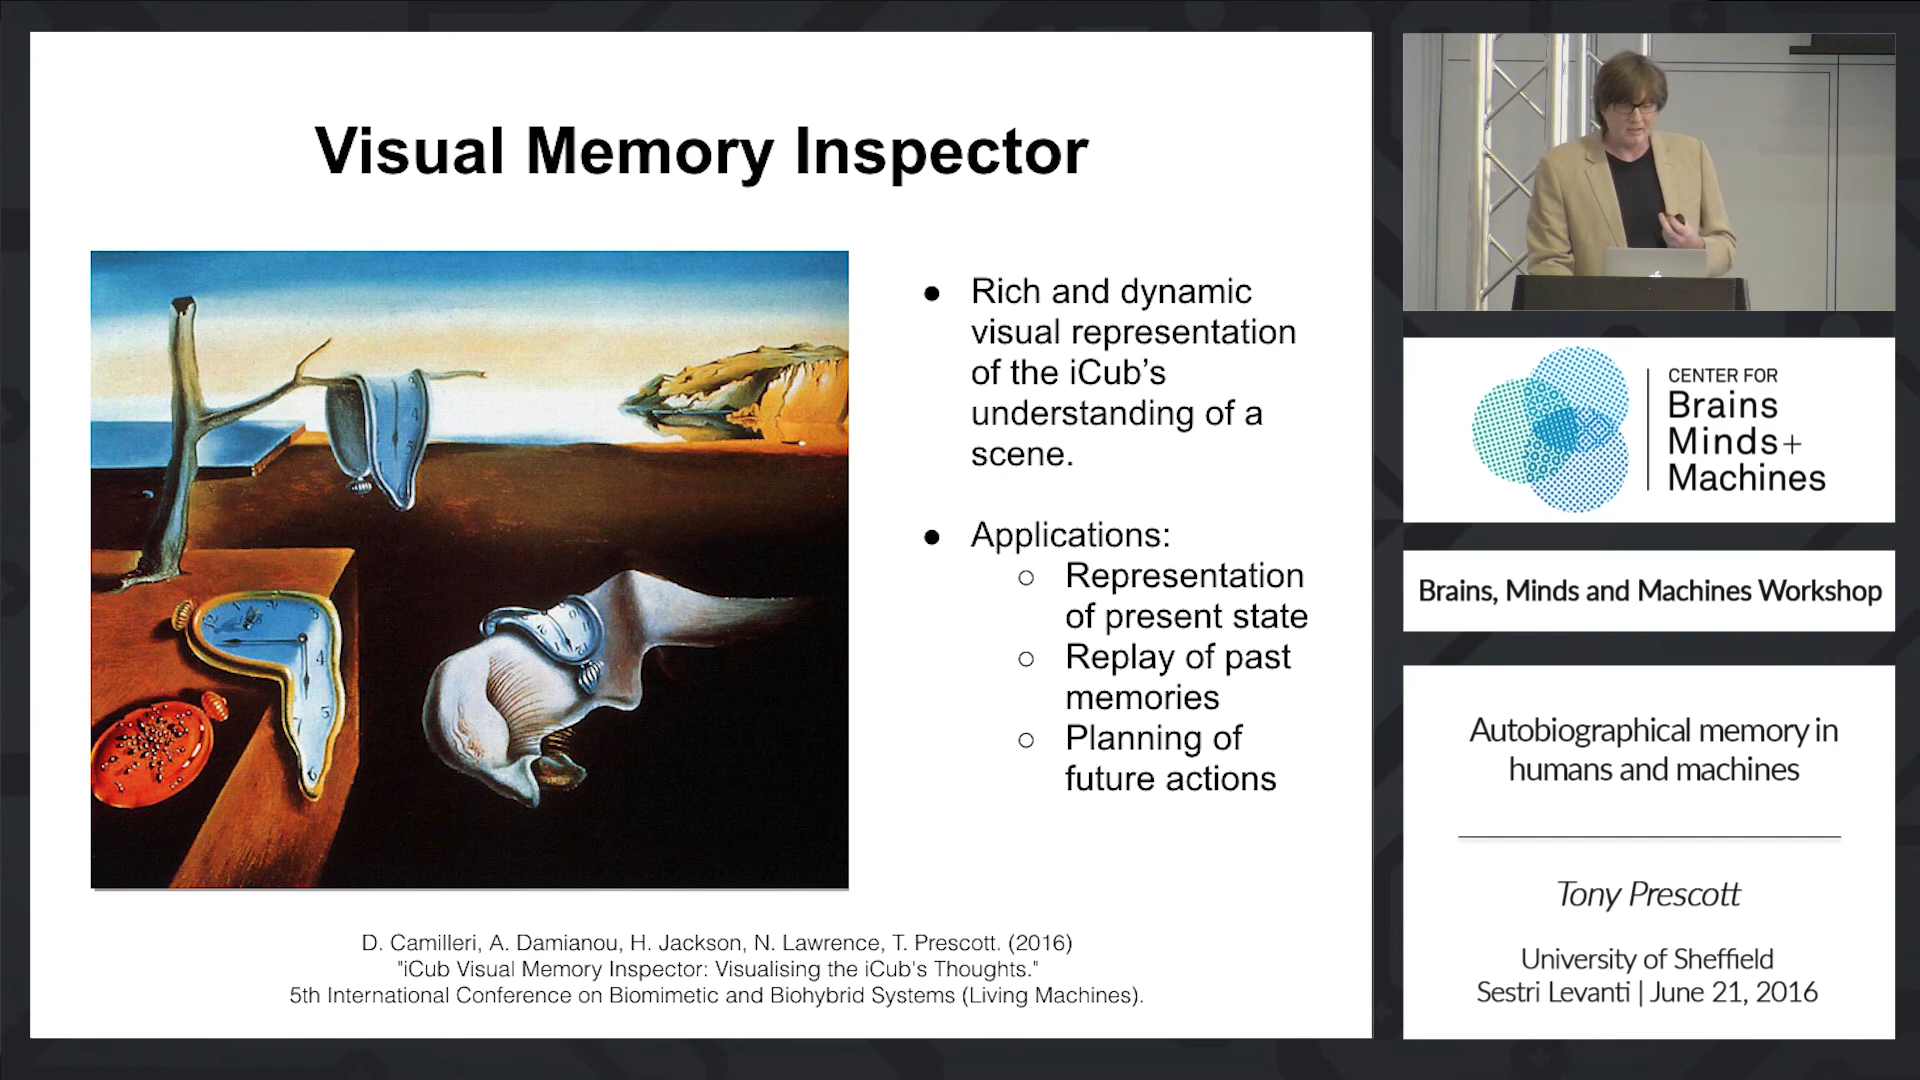 Visual Memory Inspector
● Rich and dynamic
visual representation
of the iCub's
understanding of a
scene.
● Applications:
○ Representation
of present state
○ Replay of past
memories
○ Planning of
future actions
D. Camilleri, A. Damianou, H. Jackson, N. Lawrence, T. Prescott. (2016)
"iCub Visual Memory Inspector: Visualising the iCub's Thoughts."
5th International Conference on Biomimetic and Biohybrid Systems (Living Machines).
CENTER FOR
Brains
Minds+
Machines
Brains, Minds and Machines Workshop
Autobiographical memory in
humans and machines
Tony Prescott
University of Sheffield
Sestri Levanti | June 21, 2016